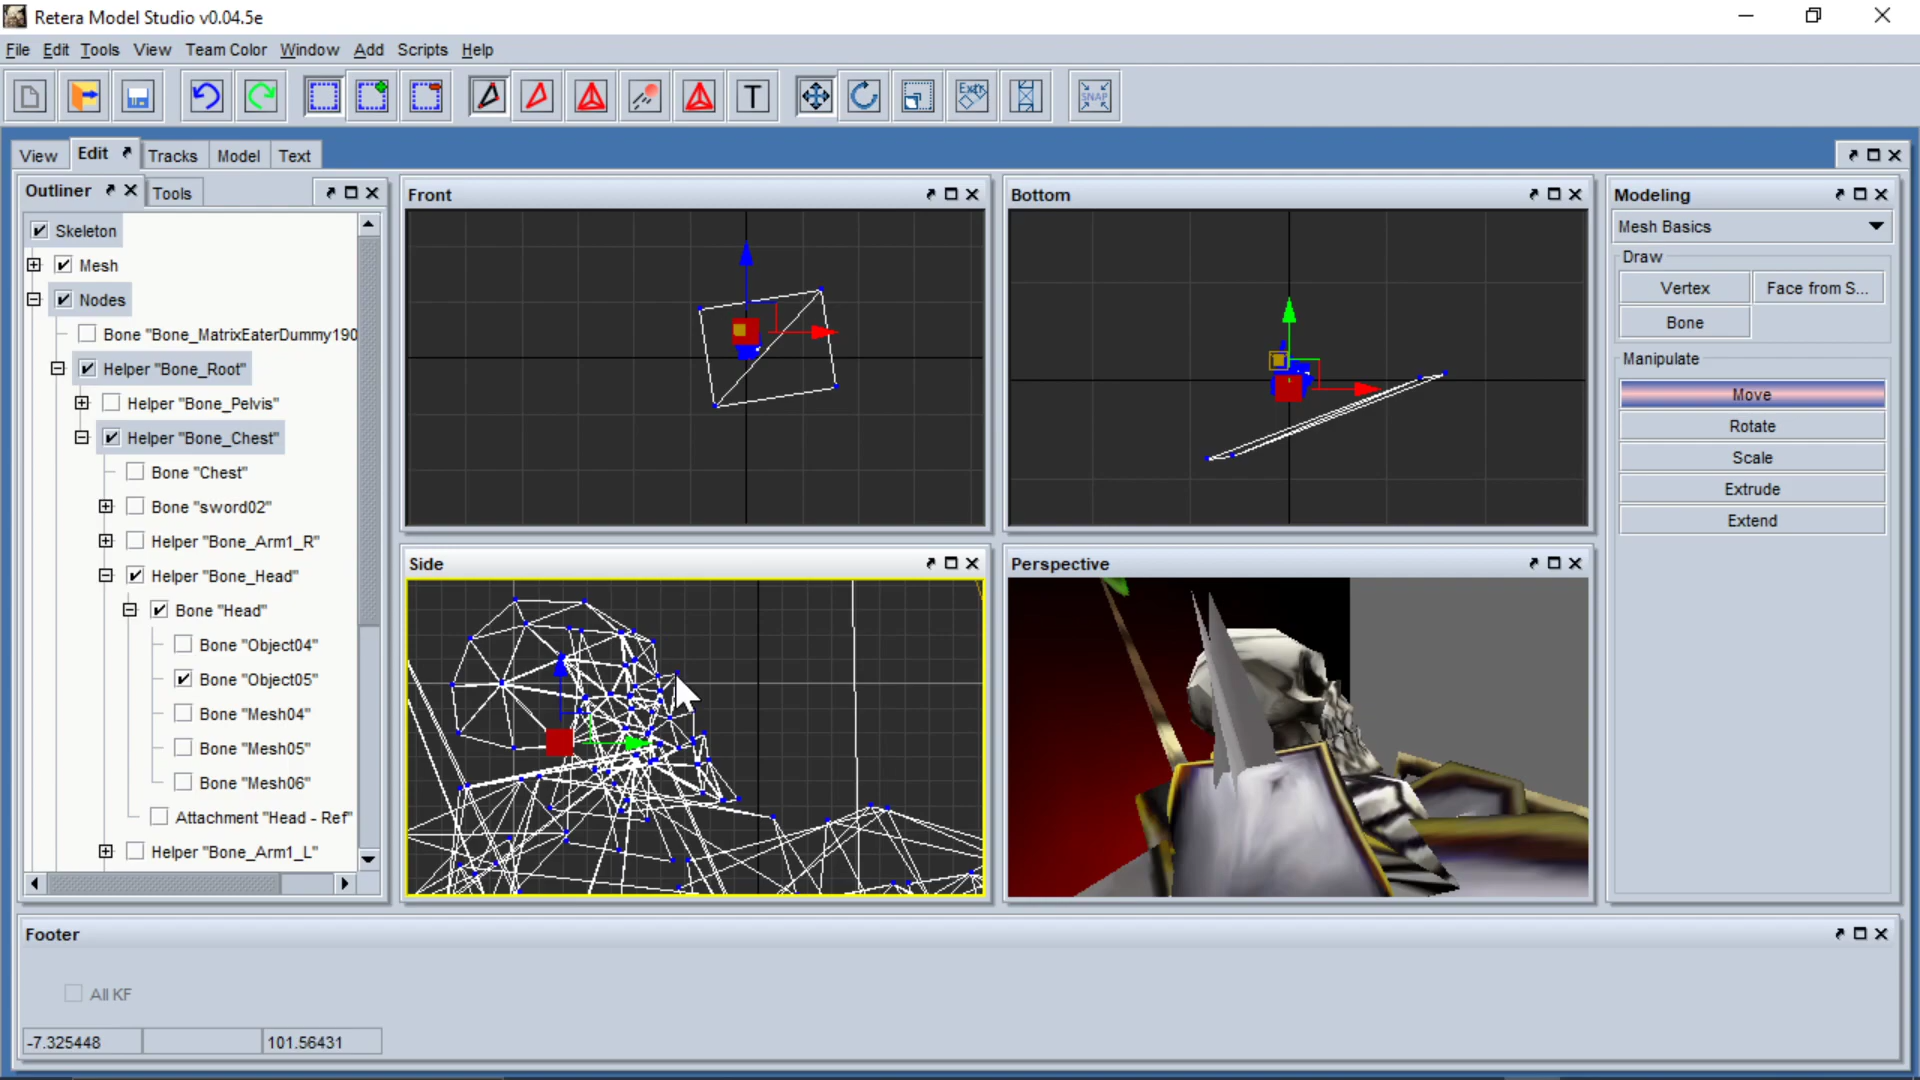 Retera Model Studio v0.04.5e
File Edit Tools View Team Color Window Add Scripts Help
Extr
T
SNAP
View Edit Tracks Model Text
Outliner Tools
Skeleton
Mesh
Nodes
Bone "Bone_MatrixEaterDummy190
Helper "Bone_Root"
Helper "Bone_Pelvis"
Helper "Bone_Chest"
Bone "Chest"
Bone "sword02"
Helper "Bone_Arm1_R"
Helper "Bone_Head"
Bone "Head"
Bone "Object04"
Bone "Object05"
Bone "Mesh04"
Bone "Mesh05"
Bone "Mesh06"
Attachment "Head - Ref"
Helper "Bone_Arm1_L"
Front
Bottom
Side
Perspective
Modeling
Mesh Basics
Draw
Vertex Face from S...
Bone
Manipulate
Move
Rotate
Scale
Extrude
Extend
Footer
All KF
-7.325448 101.56431